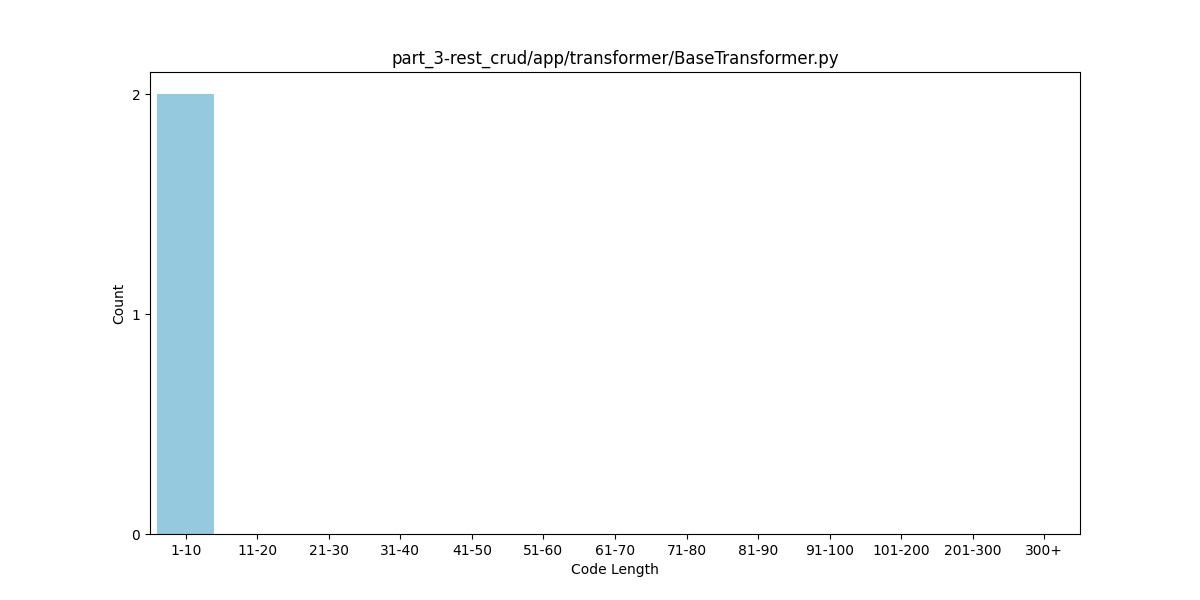 part_3-rest_crud/app/transformer/BaseTransformer.py
2
1
0
Count
1-10 11-20 21-30 31-40 41-50 51-60 61-70 71-80 81-90 91-100 101-200 201-300 300+
Code Length